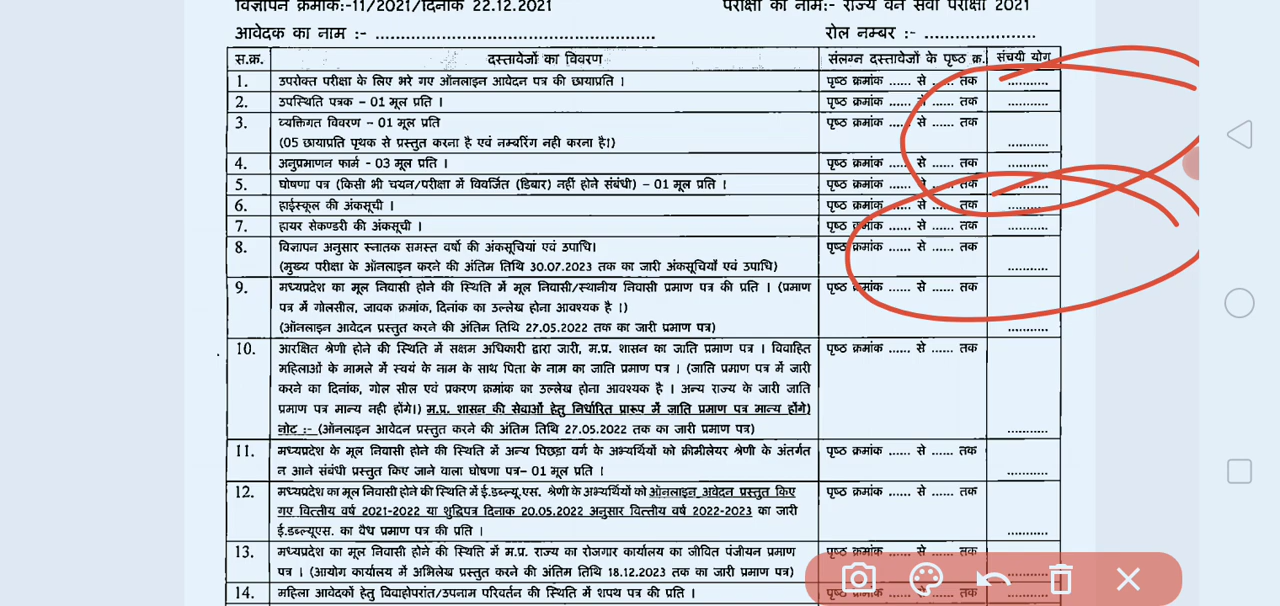 विज्ञापन क्रमांक:-11/2021/दिनांक 22.12.2021 परीक्षा का नाम:- राज्य वन सेवा परीक्षा 2021
आवेदक का नाम :- ............................................... रोल नम्बर :- ......................
स.क्र. दस्तावेजों का विवरण संलग्न दस्तावेजों के पृष्ठ क्र. संचयी योग
1. उपरोक्त परीक्षा के लिए भरे गए ऑनलाइन आवेदन पत्र की छायाप्रति । पृष्ठ क्रमांक ...... से ...... तक ...........
2. उपस्थिति पत्रक – 01 मूल प्रति । पृष्ठ क्रमांक ...... से ...... तक ...........
3. व्यक्तिगत विवरण – 01 मूल प्रति पृष्ठ क्रमांक ...... से ...... तक
(05 छायाप्रति पृथक से प्रस्तुत करना है एवं नम्बरिंग नही करना है।) ...........
4. अनुप्रमाणन फार्म - 03 मूल प्रति । पृष्ठ क्रमांक ...... से ...... तक ...........
5. घोषणा पत्र (किसी भी चयन/परीक्षा में विवर्जित (डिबार) नहीं होने संबंधी) – 01 मूल प्रति । पृष्ठ क्रमांक ...... से ...... तक ...........
6. हाईस्कूल की अंकसूची । पृष्ठ क्रमांक ...... से ...... तक ...........
7. हायर सेकण्डरी की अंकसूची । पृष्ठ क्रमांक ...... से ...... तक ...........
8. विज्ञापन अनुसार स्नातक समस्त वर्षो की अंकसूचियां एवं उपाधि। पृष्ठ क्रमांक ...... से ...... तक
(मुख्य परीक्षा के ऑनलाइन करने की अंतिम तिथि 30.07.2023 तक का जारी अंकसूचियाँ एवं उपाधि) ...........
9. मध्यप्रदेश का मूल निवासी होने की स्थिति में मूल निवासी/स्थानीय निवासी प्रमाण पत्र की प्रति । (प्रमाण पृष्ठ क्रमांक ...... से ...... तक
पत्र में गोलसील, जावक क्रमांक, दिनांक का उल्लेख होना आवश्यक है ।)
(ऑनलाइन आवेदन प्रस्तुत करने की अंतिम तिथि 27.05.2022 तक का जारी प्रमाण पत्र) ...........
10. आरक्षित श्रेणी होने की स्थिति में सक्षम अधिकारी द्वारा जारी, म.प्र. शासन का जाति प्रमाण पत्र । विवाहित पृष्ठ क्रमांक ...... से ...... तक
महिलाओं के मामले में स्वयं के नाम के साथ पिता के नाम का जाति प्रमाण पत्र । (जाति प्रमाण पत्र में जारी
करने का दिनांक, गोल सील एवं प्रकरण क्रमांक का उल्लेख होना आवश्यक है । अन्य राज्य के जारी जाति
प्रमाण पत्र मान्य नही होंगे।) म.प्र. शासन की सेवाओं हेतु निर्धारित प्रारूप में जाति प्रमाण पत्र मान्य होंगे)
नोट :- (ऑनलाइन आवेदन प्रस्तुत करने की अंतिम तिथि 27.05.2022 तक का जारी प्रमाण पत्र) ...........
11. मध्यप्रदेश के मूल निवासी होने की स्थिति में अन्य पिछड़ा वर्ग के अभ्यर्थियों को क्रीमीलेयर श्रेणी के अंतर्गत पृष्ठ क्रमांक ...... से ...... तक
न आने संबंधी प्रस्तुत किए जाने वाला घोषणा पत्र– 01 मूल प्रति । ...........
12. मध्यप्रदेश का मूल निवासी होने की स्थिति में ई.डब्ल्यू.एस. श्रेणी के अभ्यर्थियों को ऑनलाइन अवेदन प्रस्तुत किए पृष्ठ क्रमांक ...... से ...... तक
गए वित्तीय वर्ष 2021-2022 या शुद्धिपत्र दिनाक 20.05.2022 अनुसार वित्तीय वर्ष 2022-2023 का जारी
ई.डब्ल्यूएस. का वैध प्रमाण पत्र की प्रति । ...........
13. मध्यप्रदेश का मूल निवासी होने की स्थिति में म.प्र. राज्य का रोजगार कार्यालय का जीवित पंजीयन प्रमाण पृष्ठ क्रमांक ...... से ...... तक
पत्र । (आयोग कार्यालय में अभिलेख प्रस्तुत करने की अंतिम तिथि 18.12.2023 तक का जारी प्रमाण पत्र) ...........
14. महिला आवेदकों हेतु विवाहोपरांत/उपनाम परिवर्तन की स्थिति में शपथ पत्र की प्रति । पृष्ठ क्रमांक ...... से ...... तक